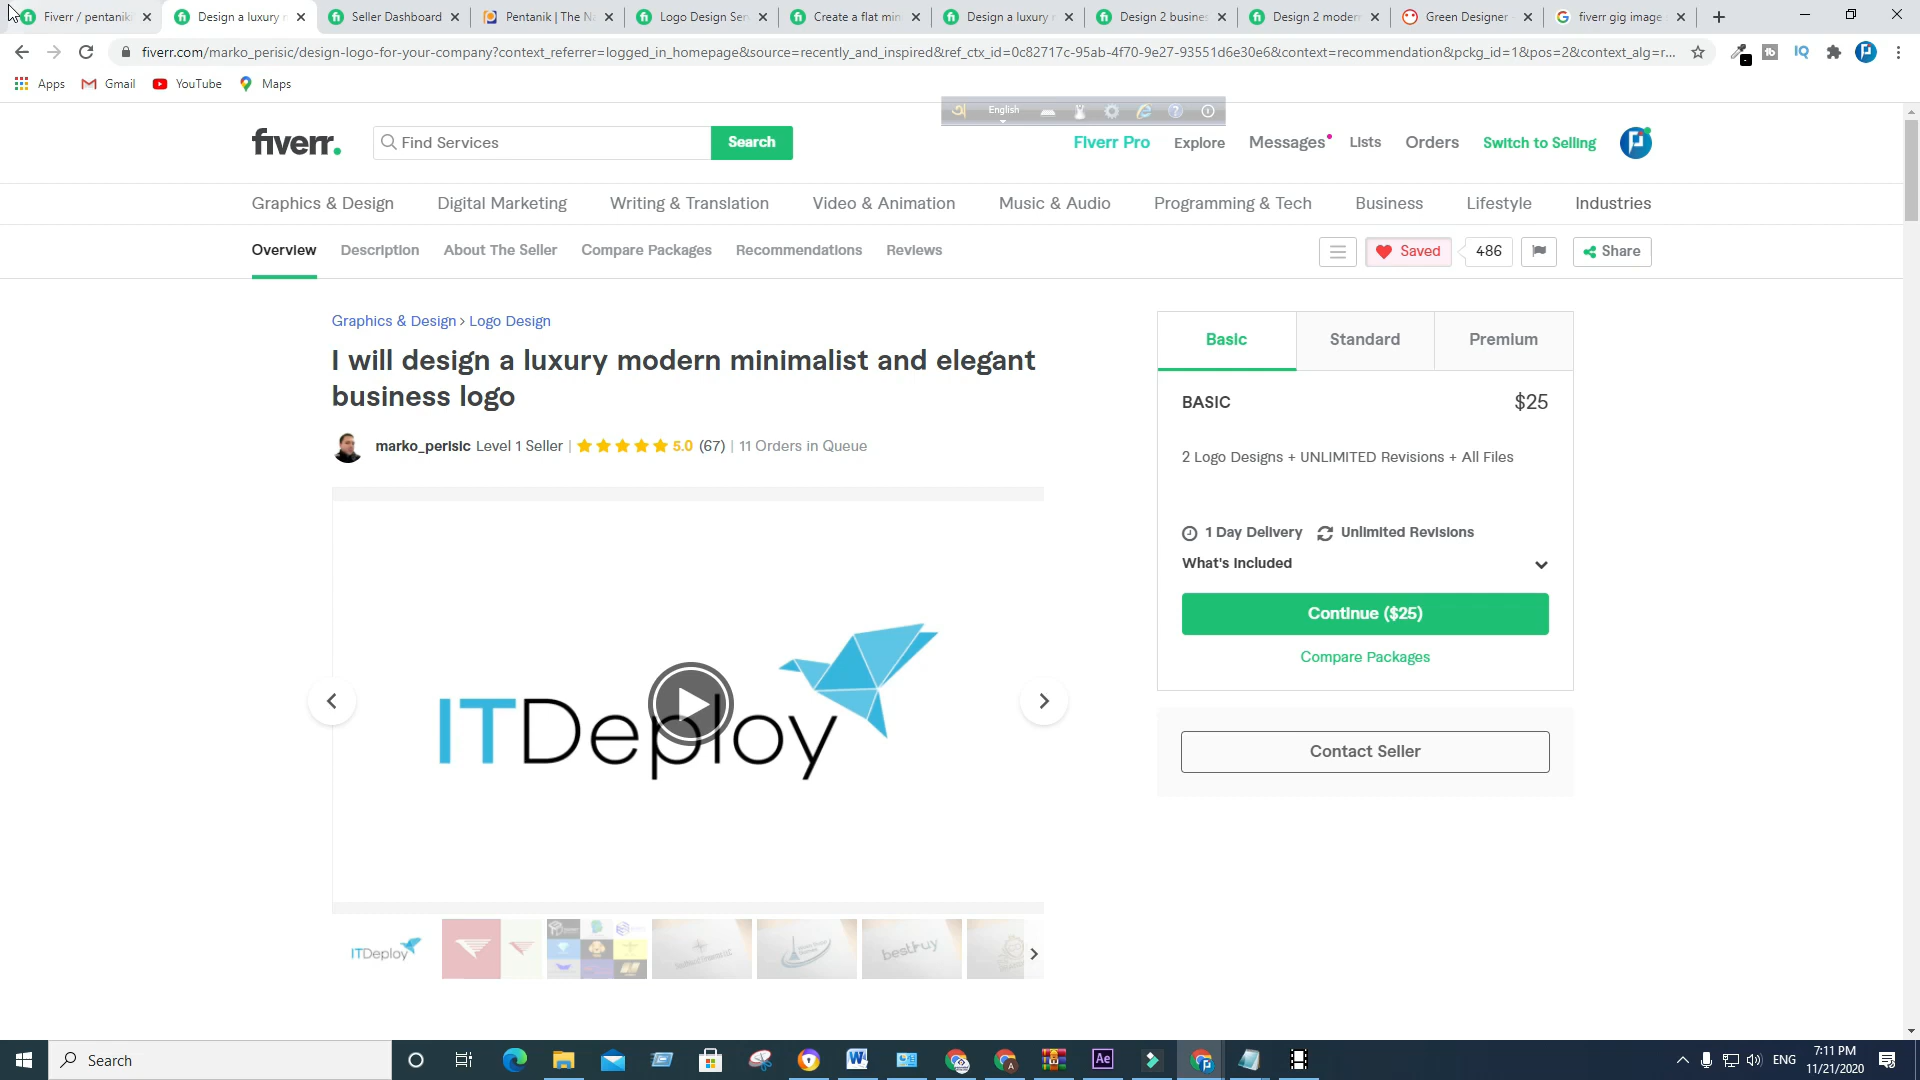 Fiverr / pentanik
Design a luxury
Seller Dashboard
Pentanik | The N
Logo Design Ser
Create a flat min
Design a luxury
Design 2 busine
Design 2 moder
Green Designer
fiverr gig image
fiverr.com/marko_perisic/design-logo-for-your-company?context_referrer=logged_in_homepage&source=recently_and_inspired&ref_ctx_id=0c82717c-95ab-4f70-9e27-93551d6e30e6&context=recommendation&pckg_id=1&pos=2&context_alg=r...
Apps
Gmail
YouTube
Maps
English
fiverr.
Find Services
Search
Fiverr Pro
Explore
Messages
Lists
Orders
Switch to Selling
Graphics & Design
Digital Marketing
Writing & Translation
Video & Animation
Music & Audio
Programming & Tech
Business
Lifestyle
Industries
Overview
Description
About The Seller
Compare Packages
Recommendations
Reviews
Saved
486
Share
Graphics & Design › Logo Design
I will design a luxury modern minimalist and elegant
business logo
marko_perisic Level 1 Seller | 5.0 (67) | 11 Orders in Queue
Basic
Standard
Premium
BASIC
$25
2 Logo Designs + UNLIMITED Revisions + All Files
1 Day Delivery
Unlimited Revisions
What's Included
Continue ($25)
Compare Packages
Contact Seller
ITDeploy
ITDeploy
bestbuy
Search
Ae
ENG
7:11 PM
11/21/2020